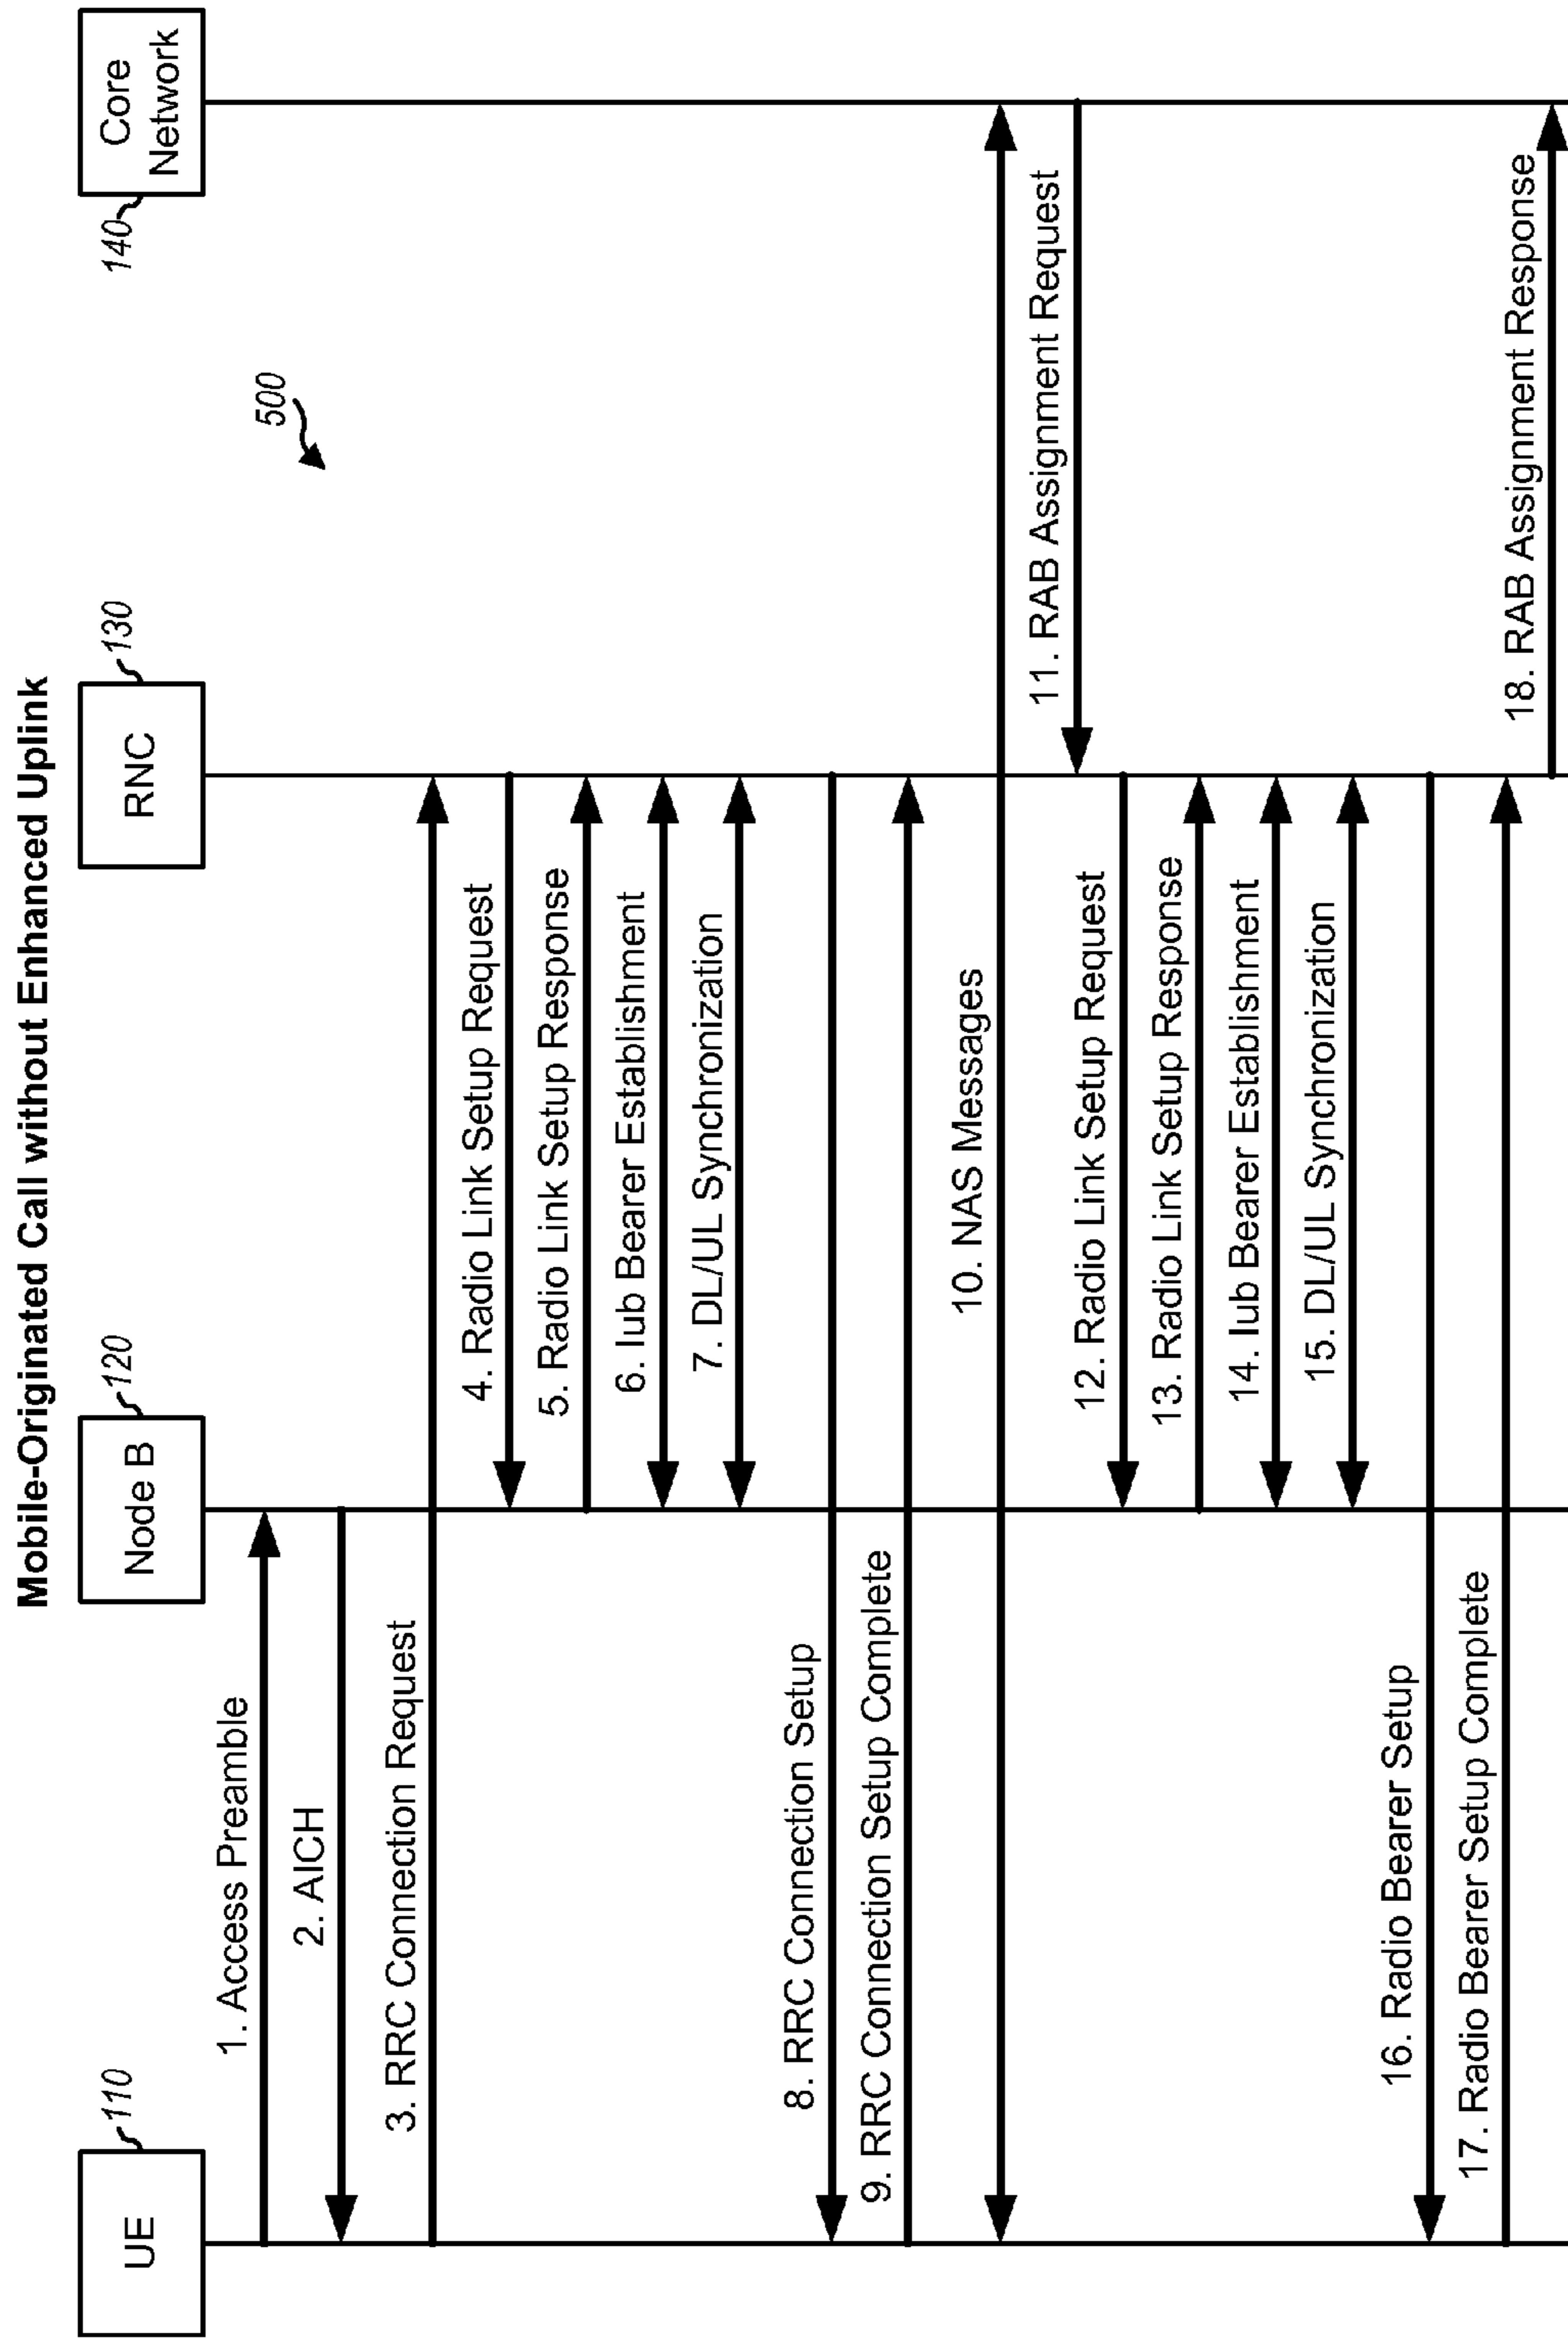 Mobile-Originated Call without Enhanced Uplink
110
120
130
140
UE
Node B
RNC
Core
Network
500
1. Access Preamble
2. AICH
3. RRC Connection Request
4. Radio Link Setup Request
5. Radio Link Setup Response
6. Iub Bearer Establishment
7. DL/UL Synchronization
8. RRC Connection Setup
9. RRC Connection Setup Complete
10. NAS Messages
11. RAB Assignment Request
12. Radio Link Setup Request
13. Radio Link Setup Response
14. Iub Bearer Establishment
15. DL/UL Synchronization
16. Radio Bearer Setup
17. Radio Bearer Setup Complete
18. RAB Assignment Response